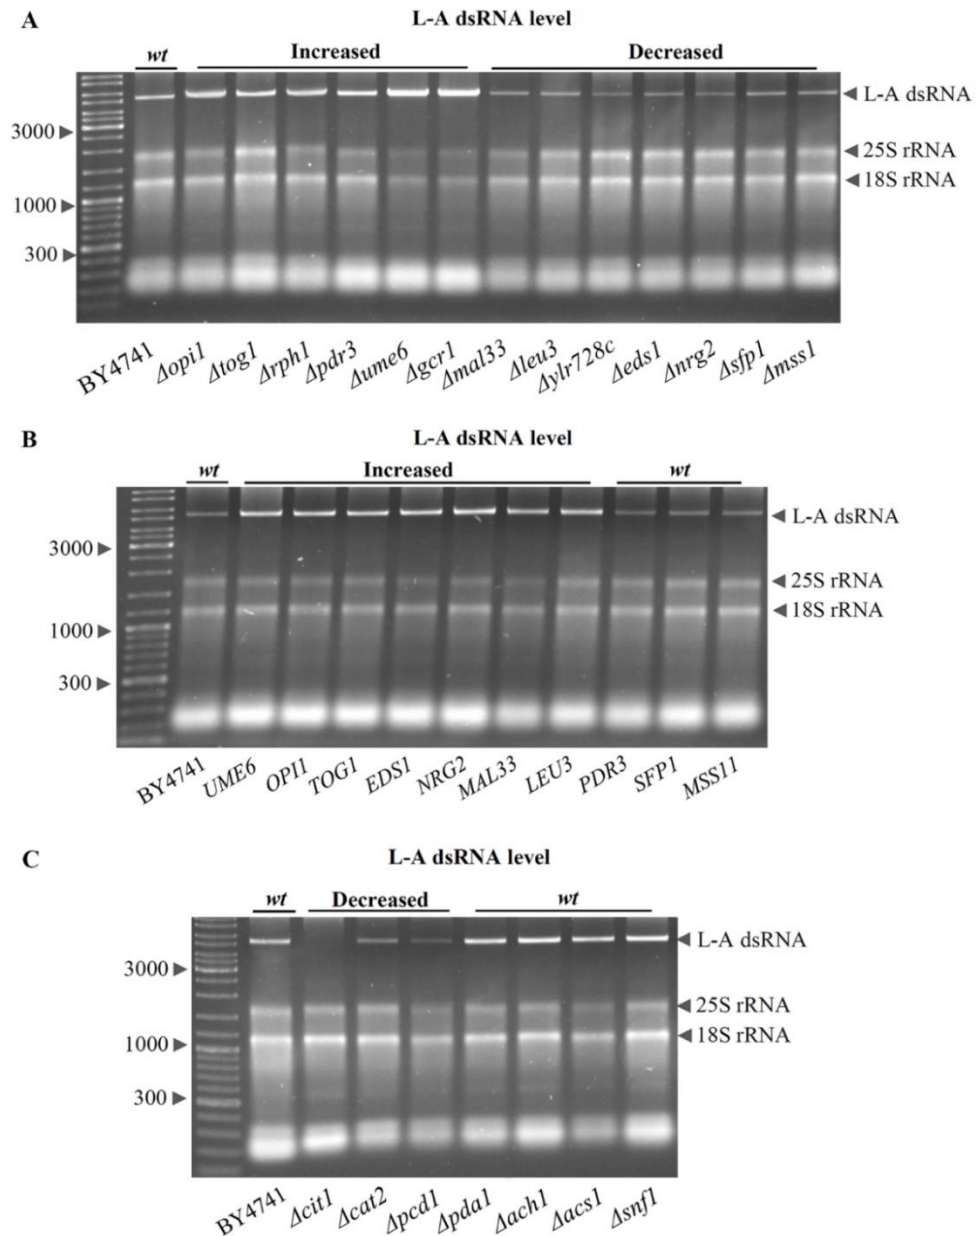 A
L-A dsRNA level
wt Increased Decreased
L-A dsRNA
3000
25S rRNA
18S rRNA
1000
300
BY4741 Δopi1 Δtog1 Δrph1 Δpdr3 Δume6 Δgcr1 Δmal33 Δleu3 Δylr728c Δeds1 Δnrg2 Δsfp1 Δmss1
B
L-A dsRNA level
wt Increased wt
L-A dsRNA
3000
25S rRNA
18S rRNA
1000
300
BY4741 UME6 OPI1 TOG1 EDS1 NRG2 MAL33 LEU3 PDR3 SFP1 MSS11
C
L-A dsRNA level
wt Decreased wt
L-A dsRNA
3000
25S rRNA
18S rRNA
1000
300
BY4741 Δcit1 Δcat2 Δpcd1 Δpda1 Δach1 Δacs1 Δsnf1